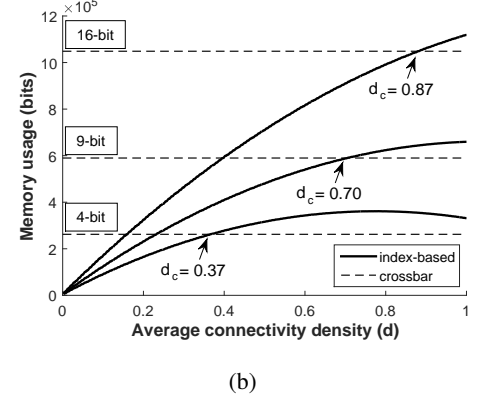 ×10⁵
12
10
8
6
4
2
0
Memory usage (bits)
16-bit
9-bit
4-bit
d_c = 0.87
d_c = 0.70
d_c = 0.37
index-based
crossbar
0 0.2 0.4 0.6 0.8 1
Average connectivity density (d)
(b)